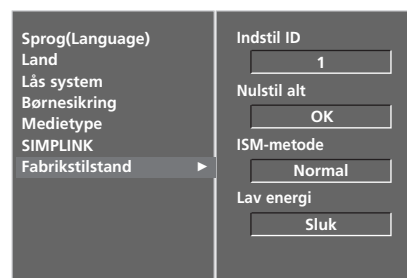 Sprog(Language)
Land
Lås system
Børnesikring
Medietype
SIMPLINK
Fabrikstilstand ►
Indstil ID
1
Nulstil alt
OK
ISM-metode
Normal
Lav energi
Sluk